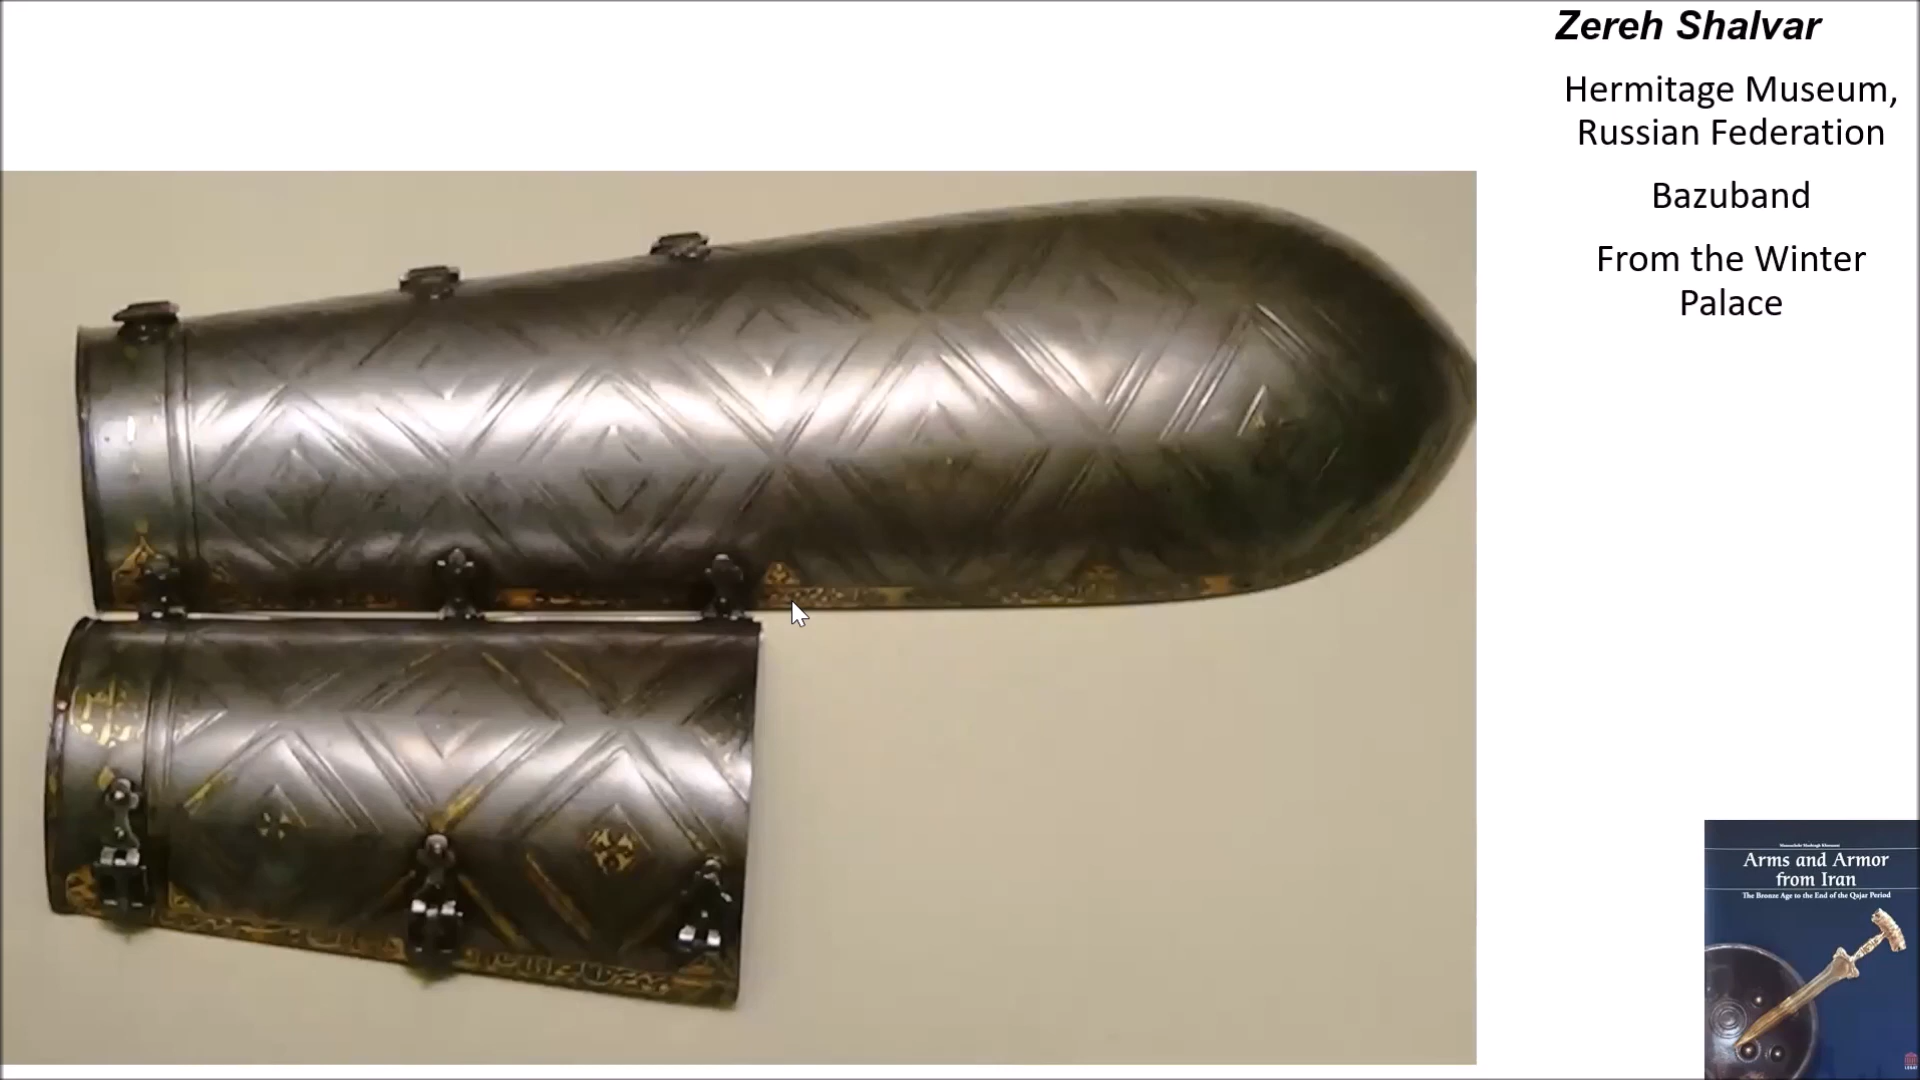 Zereh Shalvar
Hermitage Museum,
Russian Federation
Bazuband
From the Winter
Palace
Arms and Armor
from Iran
The Bronze Age to the End of the Qajar Period